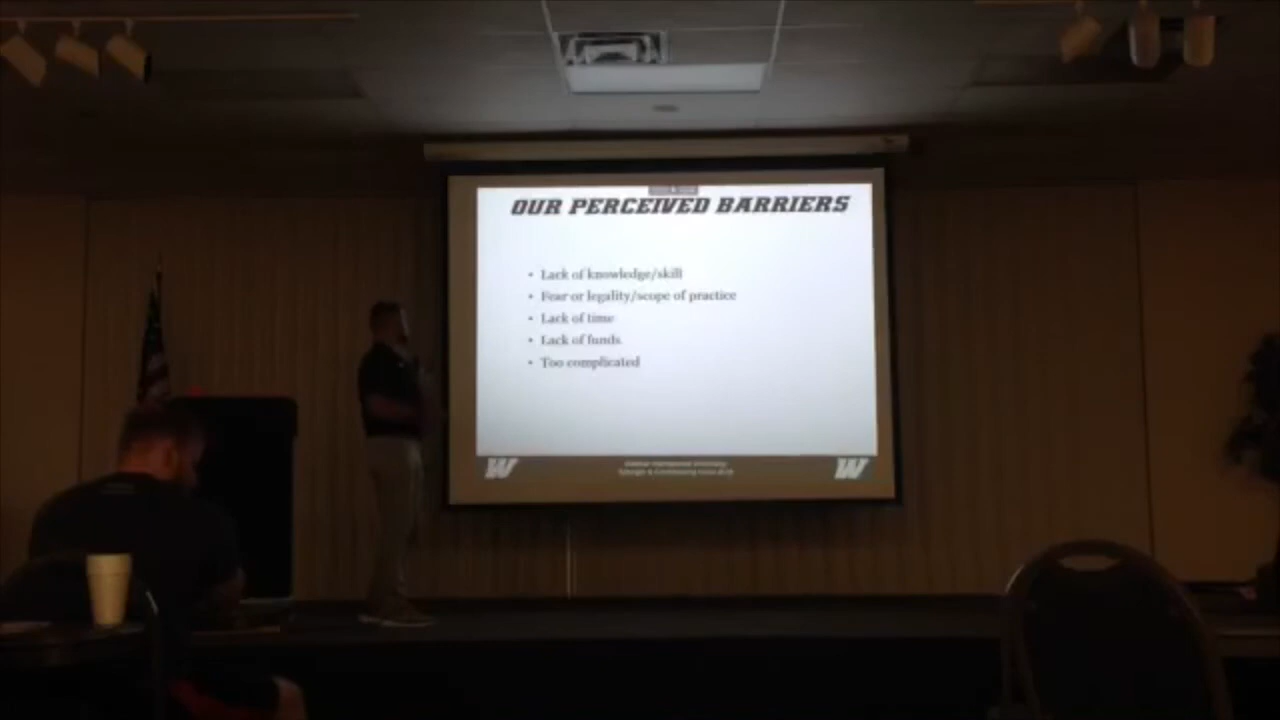 OUR PERCEIVED BARRIERS
• Lack of knowledge/skill
• Fear or legality/scope of practice
• Lack of time
• Lack of funds
• Too complicated
W
W